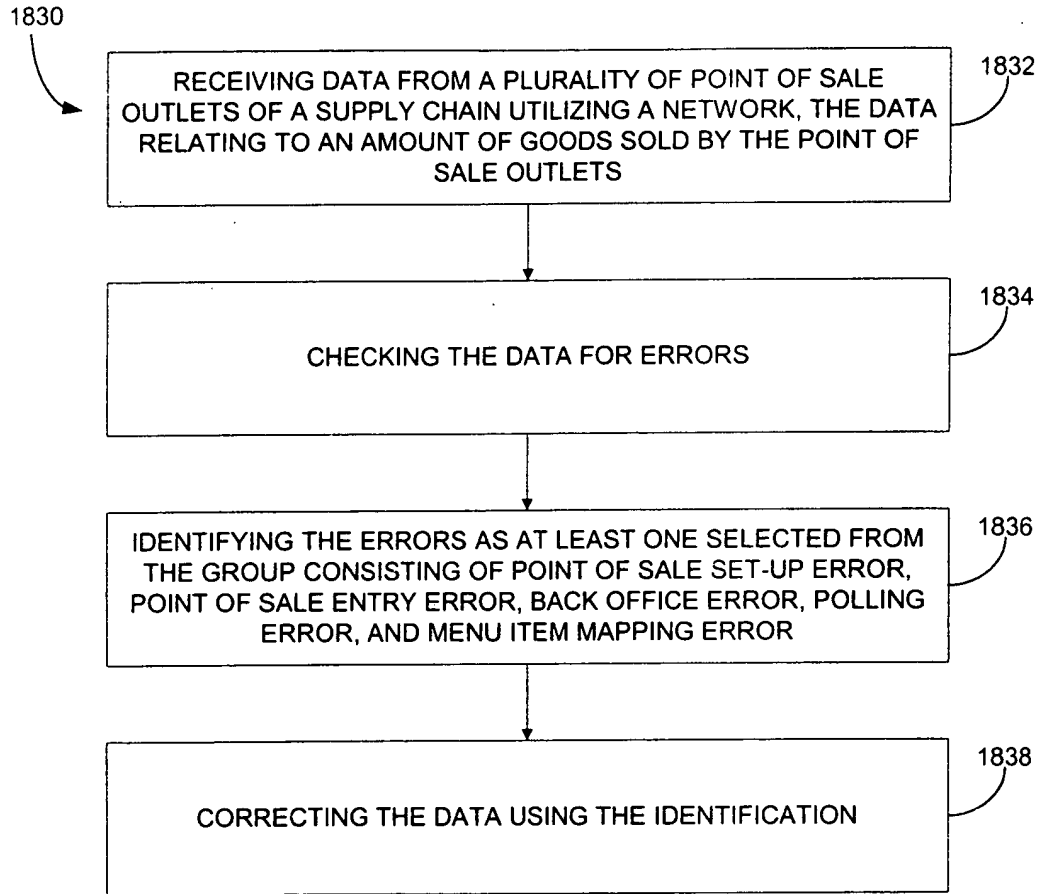 1830
RECEIVING DATA FROM A PLURALITY OF POINT OF SALE
OUTLETS OF A SUPPLY CHAIN UTILIZING A NETWORK, THE DATA
RELATING TO AN AMOUNT OF GOODS SOLD BY THE POINT OF
SALE OUTLETS
1832
CHECKING THE DATA FOR ERRORS
1834
IDENTIFYING THE ERRORS AS AT LEAST ONE SELECTED FROM
THE GROUP CONSISTING OF POINT OF SALE SET-UP ERROR,
POINT OF SALE ENTRY ERROR, BACK OFFICE ERROR, POLLING
ERROR, AND MENU ITEM MAPPING ERROR
1836
CORRECTING THE DATA USING THE IDENTIFICATION
1838